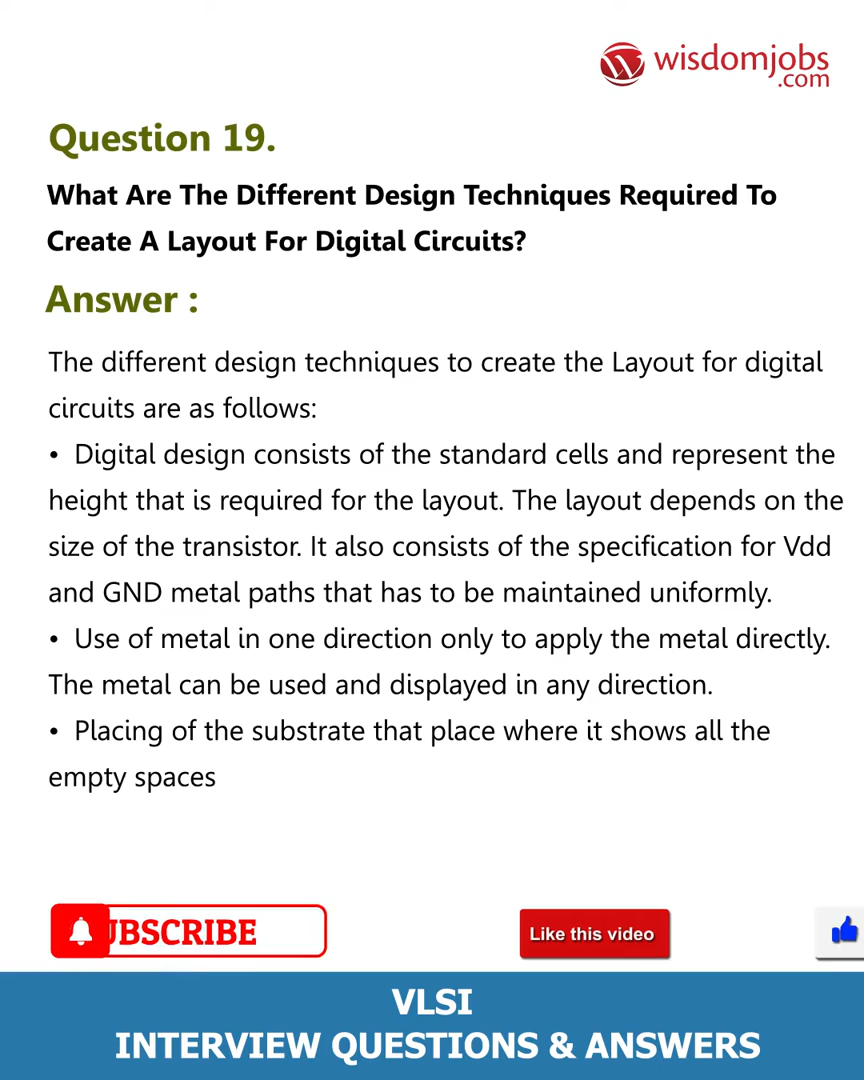 wisdomjobs
.com
Question 19.
What Are The Different Design Techniques Required To
Create A Layout For Digital Circuits?
Answer :
The different design techniques to create the Layout for digital
circuits are as follows:
• Digital design consists of the standard cells and represent the
height that is required for the layout. The layout depends on the
size of the transistor. It also consists of the specification for Vdd
and GND metal paths that has to be maintained uniformly.
• Use of metal in one direction only to apply the metal directly.
The metal can be used and displayed in any direction.
• Placing of the substrate that place where it shows all the
empty spaces
UBSCRIBE
Like this video
VLSI
INTERVIEW QUESTIONS & ANSWERS